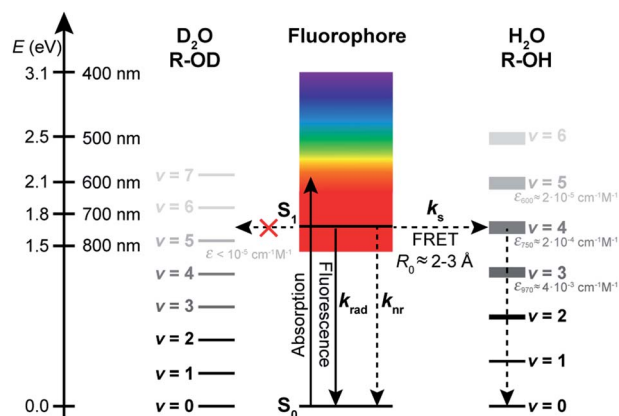 E (eV)
3.1
2.5
2.1
1.8
1.5
0.0
400 nm
500 nm
600 nm
700 nm
800 nm
D2O
R-OD
v = 7
v = 6
v = 5
ε < 10-5 cm-1M-1
v = 4
v = 3
v = 2
v = 1
v = 0
Fluorophore
S1
S0
Absorption
Fluorescence
krad
knr
ks
FRET
R0 ≈ 2-3 Å
H2O
R-OH
v = 6
v = 5
ε600 ≈ 2·10-5 cm-1M-1
v = 4
ε750 ≈ 2·10-4 cm-1M-1
v = 3
ε970 ≈ 4·10-3 cm-1M-1
v = 2
v = 1
v = 0